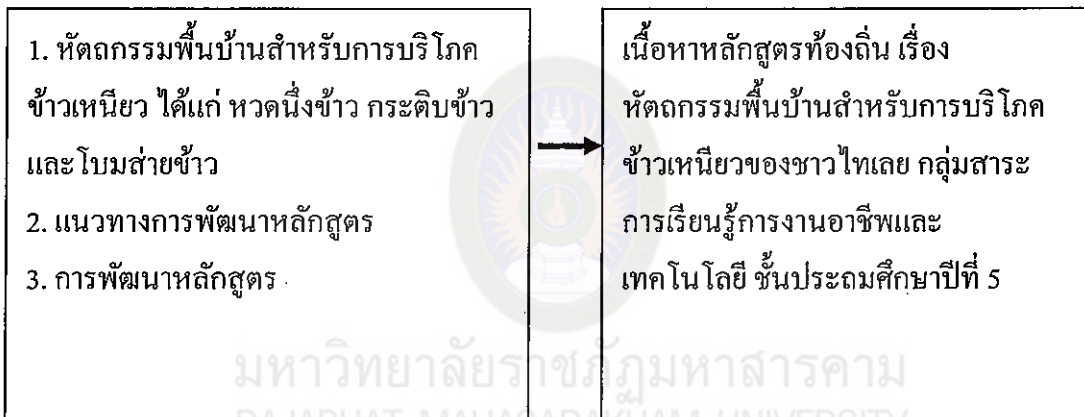 1. หัตถกรรมพื้นบ้านสำหรับการบริโภค
ข้าวเหนียว ได้แก่ หวดนึ่งข้าว กระติบข้าว
และโบมส่ายข้าว
2. แนวทางการพัฒนาหลักสูตร
3. การพัฒนาหลักสูตร
เนื้อหาหลักสูตรท้องถิ่น เรื่อง
หัตถกรรมพื้นบ้านสำหรับการบริโภค
ข้าวเหนียวของชาวไทเลย กลุ่มสาระ
การเรียนรู้การงานอาชีพและ
เทคโนโลยี ชั้นประถมศึกษาปีที่ 5
มหาวิทยาลัยราชภัฏมหาสารคาม
RAJABHAT MAHASARAKHAM UNIVERSITY